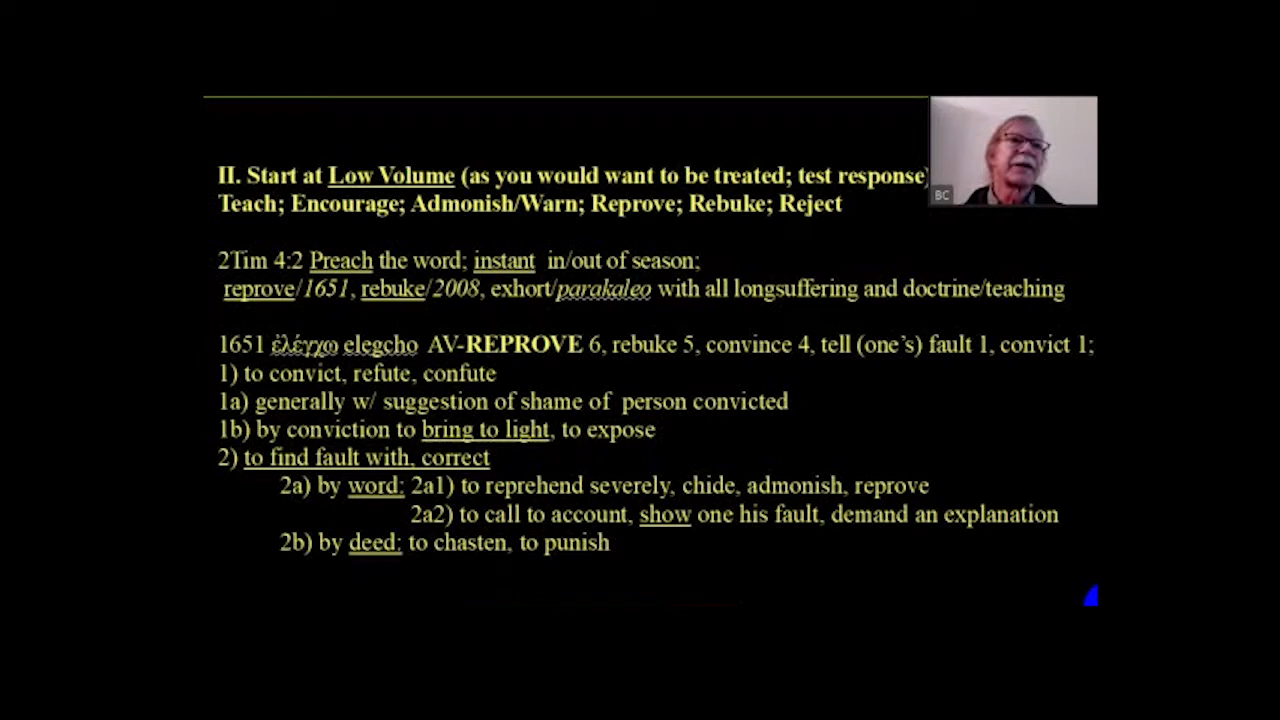 II. Start at Low Volume (as you would want to be treated; test response)
Teach; Encourage; Admonish/Warn; Reprove; Rebuke; Reject
BC
2Tim 4:2 Preach the word; instant in/out of season;
reprove/1651, rebuke/2008, exhort/parakaleo with all longsuffering and doctrine/teaching
1651 ἐλέγχω elegcho AV-REPROVE 6, rebuke 5, convince 4, tell (one’s) fault 1, convict 1;
1) to convict, refute, confute
1a) generally w/ suggestion of shame of person convicted
1b) by conviction to bring to light, to expose
2) to find fault with, correct
2a) by word: 2a1) to reprehend severely, chide, admonish, reprove
2a2) to call to account, show one his fault, demand an explanation
2b) by deed: to chasten, to punish